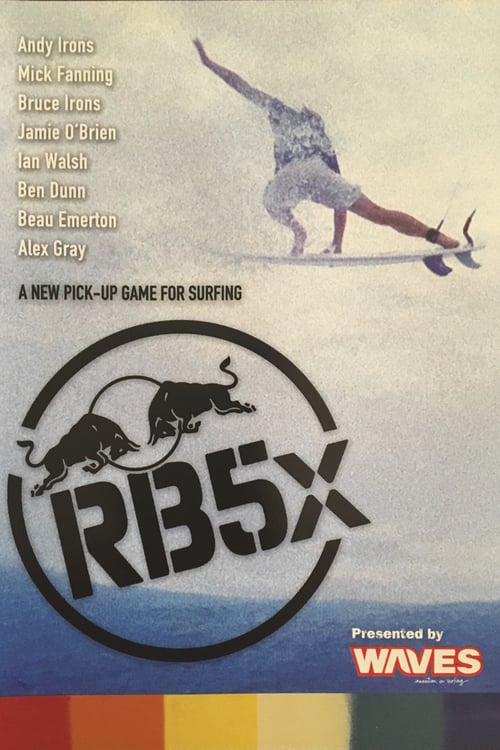 Andy Irons
Mick Fanning
Bruce Irons
Jamie O'Brien
Ian Walsh
Ben Dunn
Beau Emerton
Alex Gray
A NEW PICK-UP GAME FOR SURFING
RB5X
Presented by
WAVES